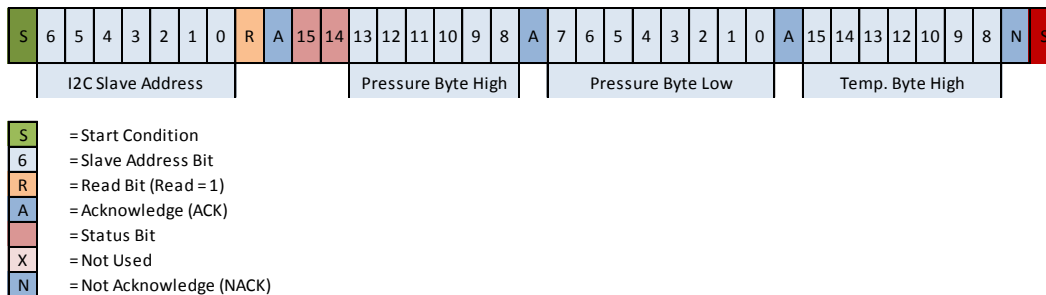 S 6 5 4 3 2 1 0 R A 15 14 13 12 11 10 9 8 A 7 6 5 4 3 2 1 0 A 15 14 13 12 10 9 8 N S
I2C Slave Address Pressure Byte High Pressure Byte Low Temp. Byte High
S =Start Condition
6 =Slave Address Bit
R =Read Bit (Read = 1)
A =Acknowledge (ACK)
=Status Bit
X =Not Used
N =Not Acknowledge (NACK)